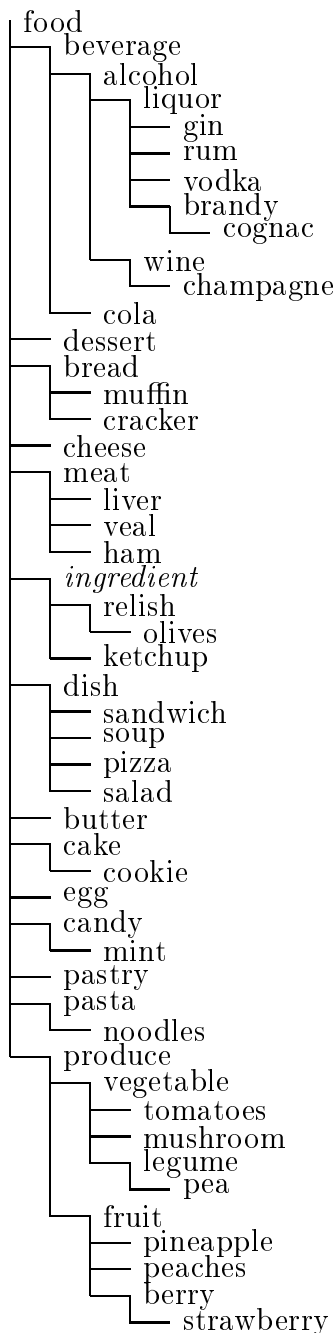 food
beverage
alcohol
liquor
gin
rum
vodka
brandy
cognac
wine
champagne
cola
dessert
bread
muffin
cracker
cheese
meat
liver
veal
ham
ingredient
relish
olives
ketchup
dish
sandwich
soup
pizza
salad
butter
cake
cookie
egg
candy
mint
pastry
pasta
noodles
produce
vegetable
tomatoes
mushroom
legume
pea
fruit
pineapple
peaches
berry
strawberry